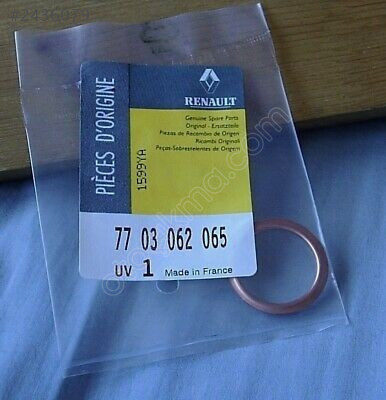 PIÈCES D'ORIGINE
1599YA
RENAULT
Genuine Spare Parts
Original - Ersatzteile
Piezas de Recambio de Origen
Ricambi Originali
Peças-Sobreselentes de Origem
77 03 062 065
UV 1 Made in France